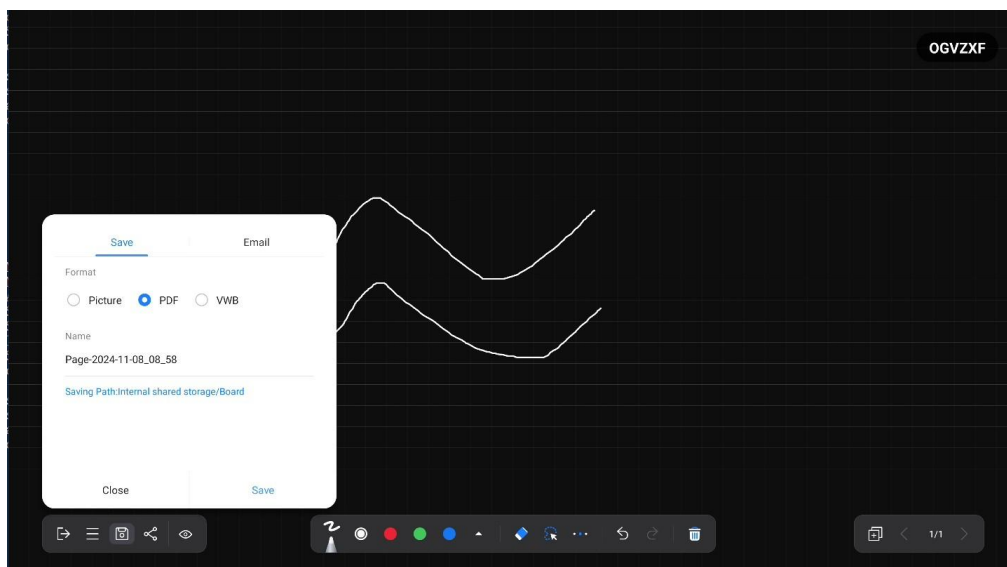 OGVZXF
Save Email
Format
Picture PDF VWB
Name
Page-2024-11-08_08_58
Saving Path:Internal shared storage/Board
Close Save
1/1